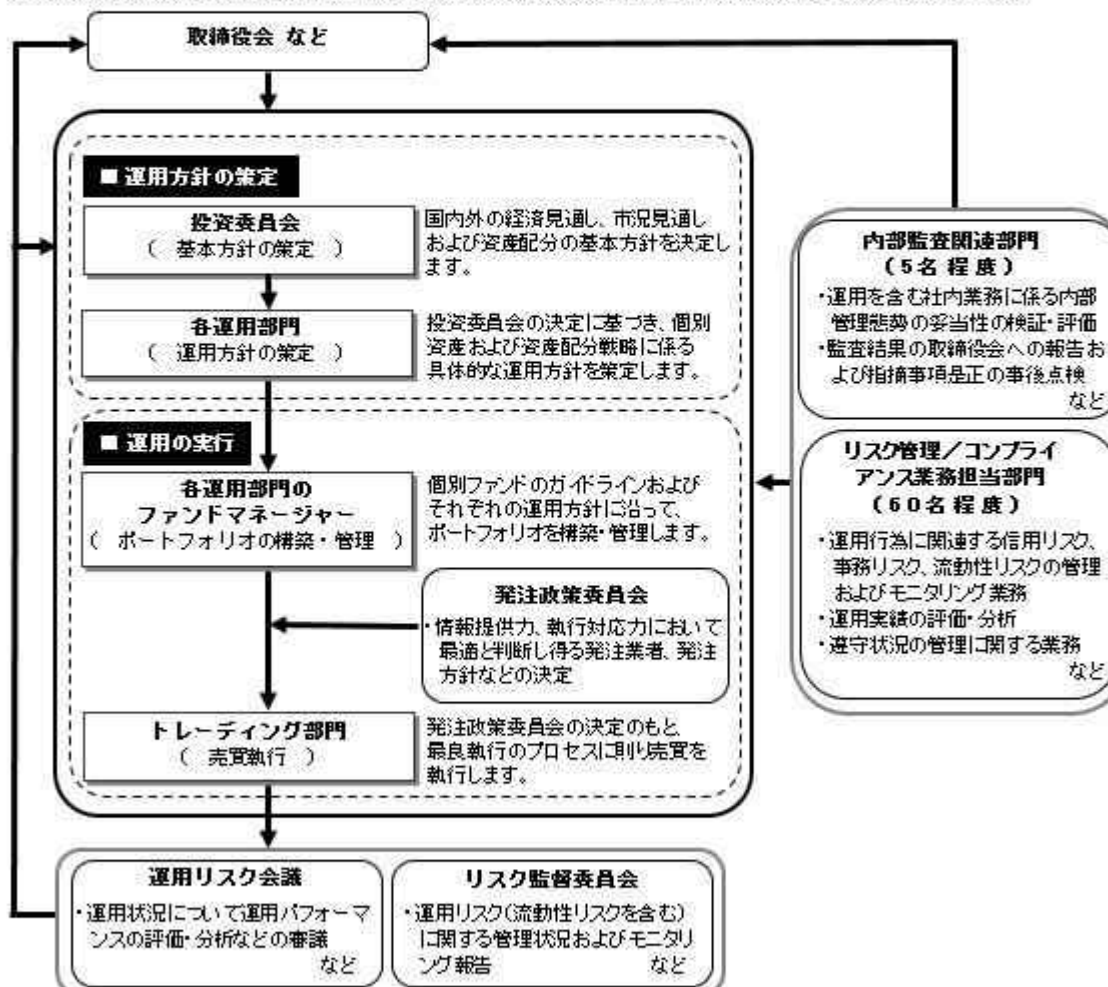 取締役会 など
■ 運用方針の策定
投資委員会
( 基本方針の策定 )
国内外の経済見通し、市況見通し
および資産配分の基本方針を決定し
ます。
各運用部門
( 運用方針の策定 )
投資委員会の決定に基づき、個別
資産および資産配分戦略に係る
具体的な運用方針を策定します。
■ 運用の実行
各運用部門の
ファンドマネージャー
( ポートフォリオの構築・管理 )
個別ファンドのガイドラインおよび
それぞれの運用方針に沿って、
ポートフォリオを構築・管理します。
発注政策委員会
・情報提供力、執行対応力において
最適と判断し得る発注業者、発注
方針などの決定
トレーディング部門
( 売買執行 )
発注政策委員会の決定のもと
最良執行のプロセスに則り売買を
執行します。
内部監査関連部門
(5名 程 度)
・運用を含む社内業務に係る内部
管理態勢の妥当性の検証・評価
・監査結果の取締役会への報告お
よび指摘事項是正の事後点検
など
リスク管理/コンプライ
アンス業務担当部門
(60名 程 度)
・運用行為に関連する信用リスク、
事務リスク、流動性リスクの管理
およびモニタリング業務
・運用実績の評価・分析
・遵守状況の管理に関する業務
など
運用リスク会議
・運用状況について運用パフォーマ
ンスの評価・分析などの審議
など
リスク監督委員会
・運用リスク(流動性リスクを含む)
に関する管理状況およびモニタリ
ング報告 など